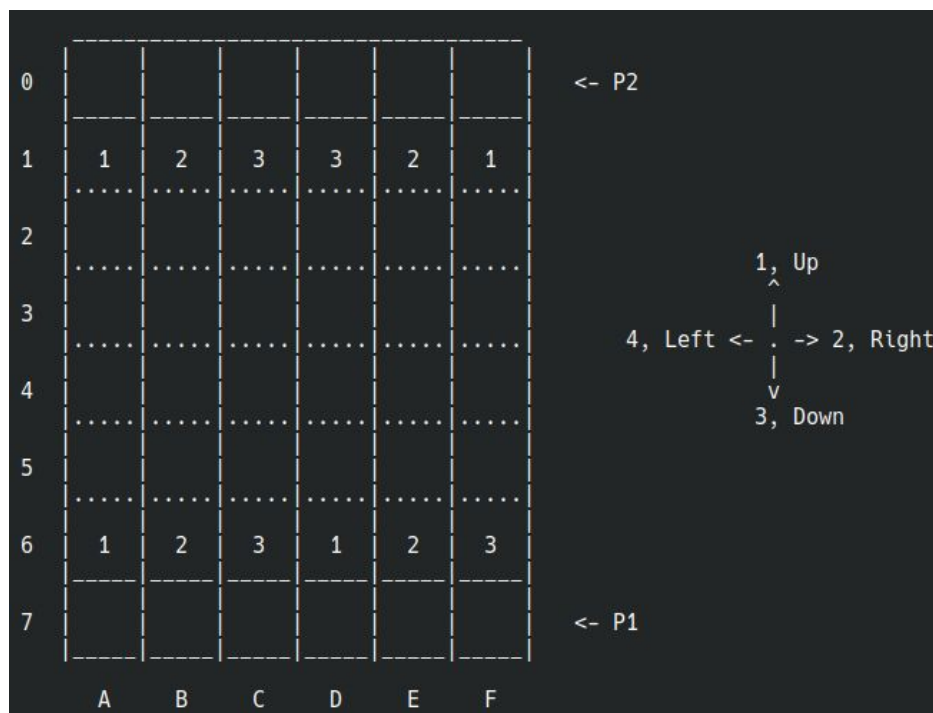 0 <- P2
1 1 2 3 3 2 1
2
1, Up
3
4, Left <- . -> 2, Right
4
3, Down
5
6 1 2 3 1 2 3
7 <- P1
A B C D E F